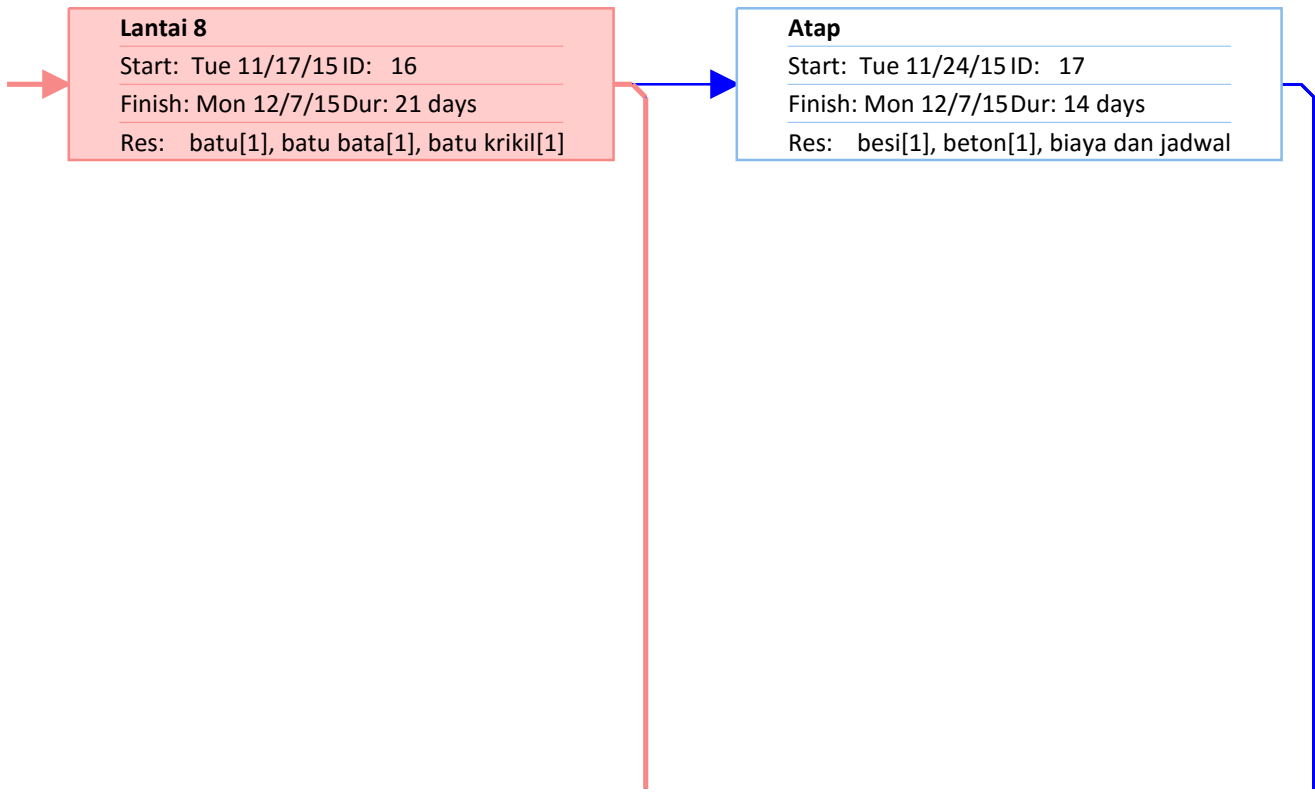 Lantai 8
Start: Tue 11/17/15 ID: 16
Finish: Mon 12/7/15 Dur: 21 days
Res: batu[1], batu bata[1], batu krikil[1]
Atap
Start: Tue 11/24/15 ID: 17
Finish: Mon 12/7/15 Dur: 14 days
Res: besi[1], beton[1], biaya dan jadwal